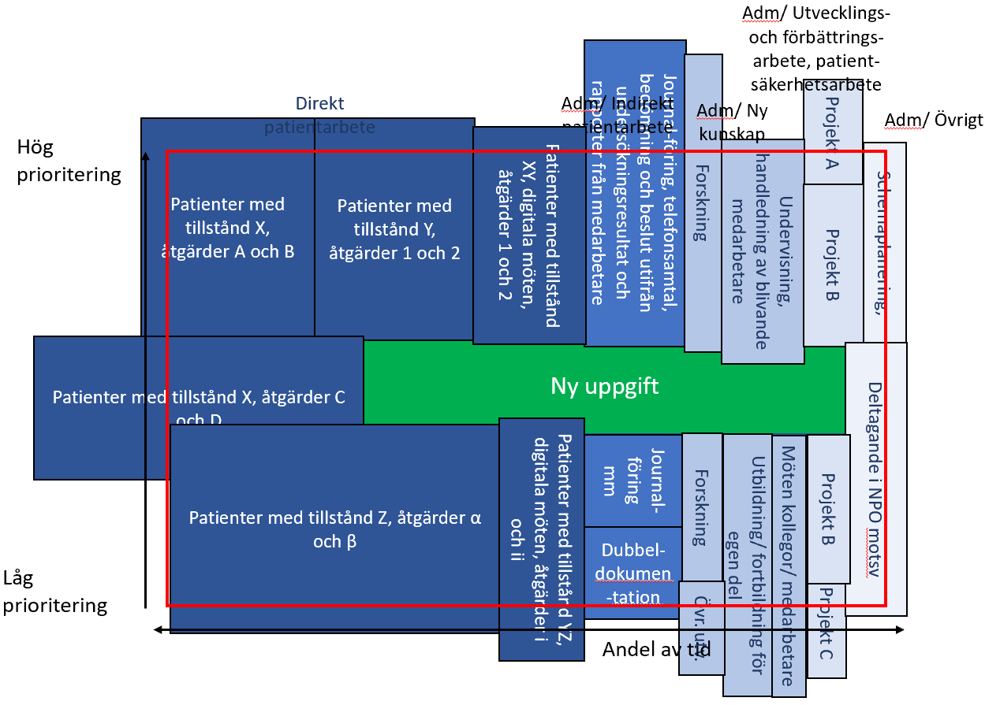 Adm/ Utvecklings-
och förbättrings-
arbete, patient-
säkerhetsarbete
Direkt
patientarbete
Adm/ Indirekt
patientarbete
Adm/ Ny
kunskap
Adm/ Övrigt
Hög
prioritering
Patienter med
tillstånd X,
åtgärder A och B
Patienter med
tillstånd Y,
åtgärder 1 och 2
Patienter med tillstånd
XY, digitala möten,
åtgärder 1 och 2
Journal-föring, telefonsamtal,
bedömning och beslut utifrån
undersökningsresultat och
rapporter från medarbetare
Forskning
Undervisning,
handledning av blivande
medarbetare
Projekt A
Projekt B
Schemaplanering,
Patienter med tillstånd X, åtgärder C
och D
Ny uppgift
Deltagande i NPO motsv
Patienter med tillstånd Z, åtgärder α
och β
Patienter med tillstånd YZ,
digitala möten, åtgärder i
och ii
Journal-
föring
mm
Dubbel-
dokumen
-tation
Forskning
Övr. utv.
Utbildning/ fortbildning för
egen del
Möten kollegor/ medarbetare
Projekt B
Projekt C
Låg
prioritering
Andel av tid